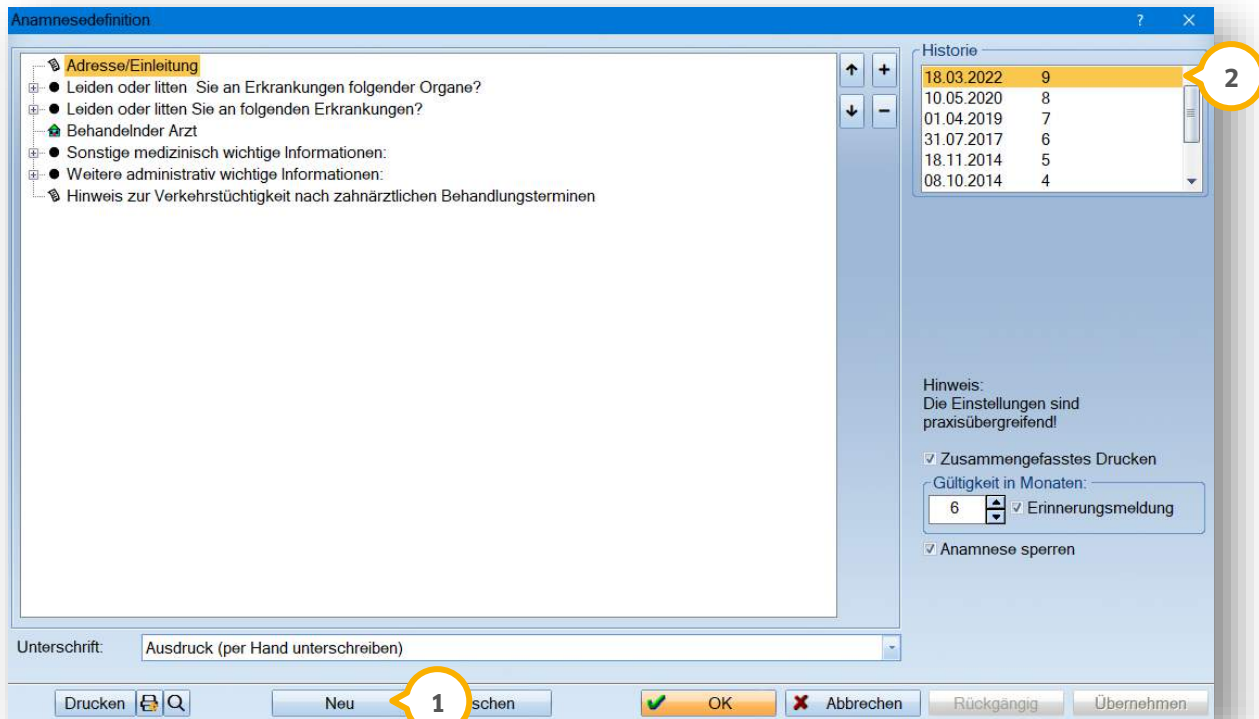 Anamnesedefinition ? ×
Adresse/Einleitung
Leiden oder litten Sie an Erkrankungen folgender Organe?
Leiden oder litten Sie an folgenden Erkrankungen?
Behandelnder Arzt
Sonstige medizinisch wichtige Informationen:
Weitere administrativ wichtige Informationen:
Hinweis zur Verkehrstüchtigkeit nach zahnärztlichen Behandlungsterminen
+
−
Historie
18.03.2022 9
10.05.2020 8
01.04.2019 7
31.07.2017 6
18.11.2014 5
08.10.2014 4
2
Hinweis:
Die Einstellungen sind
praxisübergreifend!
Zusammengefasstes Drucken
Gültigkeit in Monaten:
6 Erinnerungsmeldung
Anamnese sperren
Unterschrift: Ausdruck (per Hand unterschreiben)
Drucken Neu 1 schen OK Abbrechen Rückgängig Übernehmen